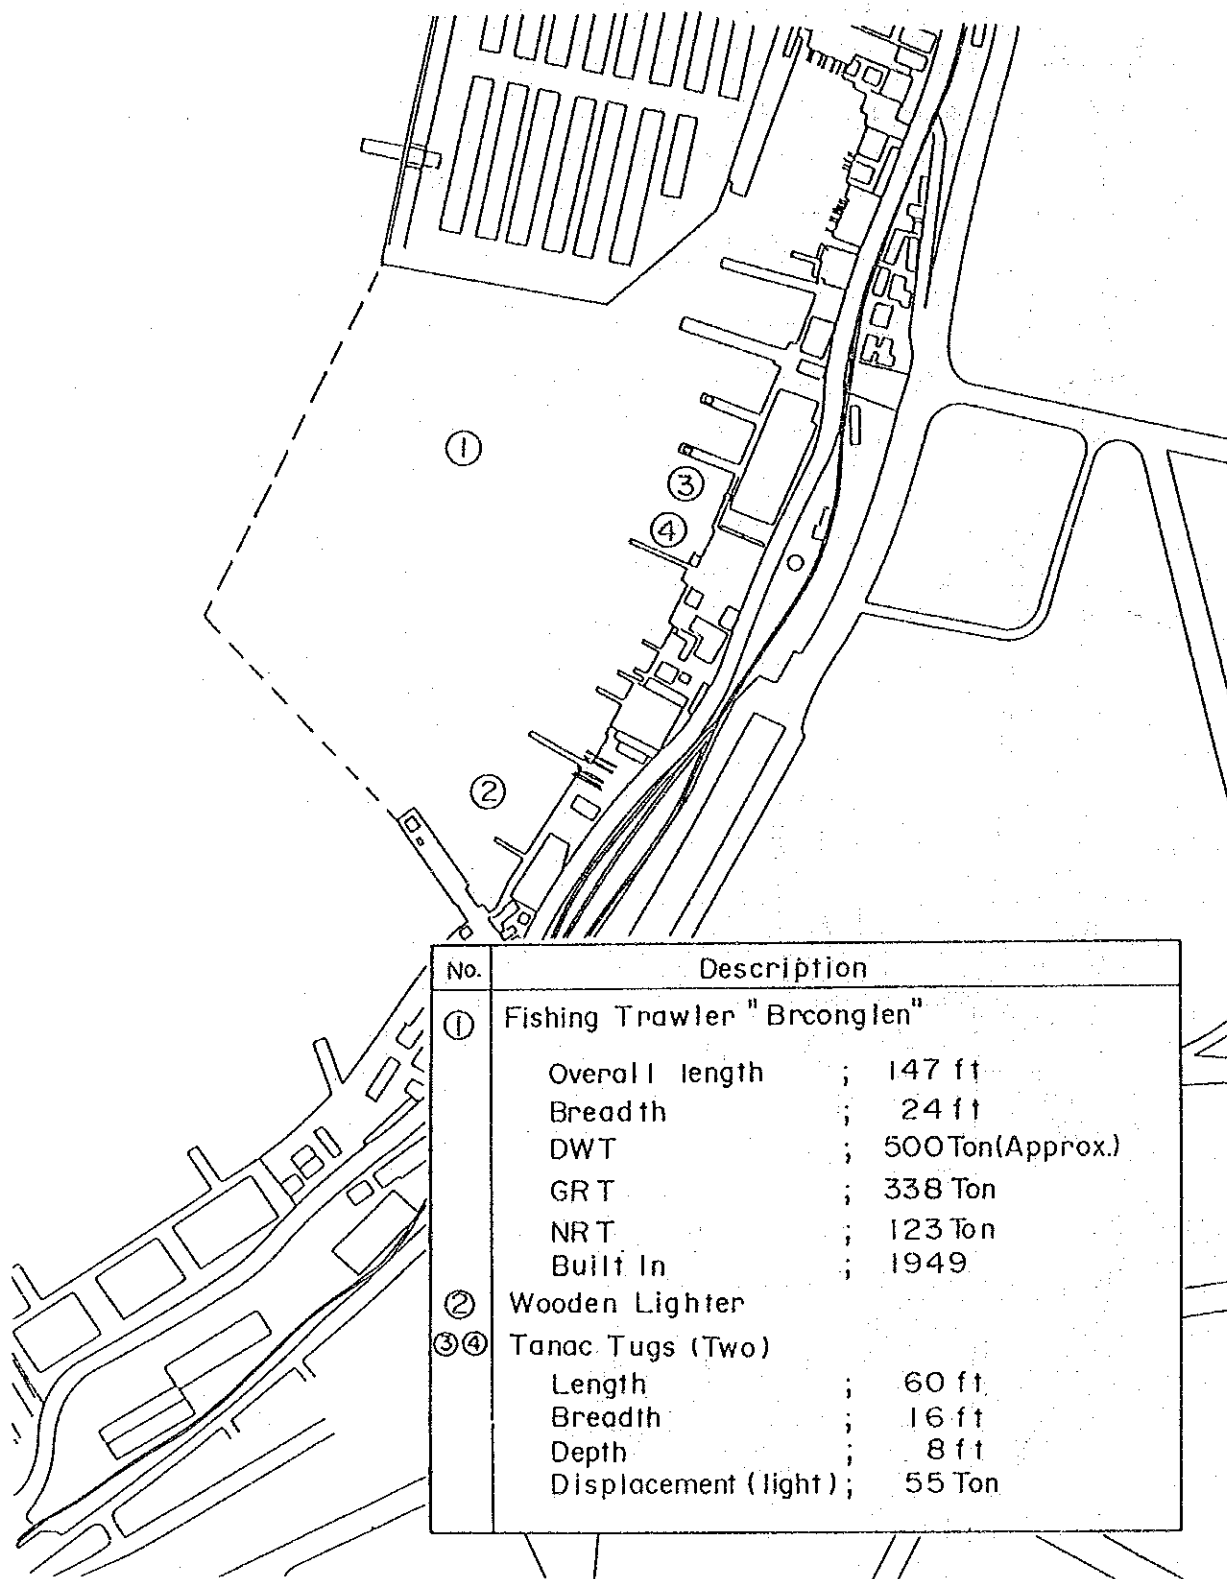 ①
③
④
②
No. Description
① Fishing Trawler "Brconglen"
Overall length ; 147 ft
Breadth ; 24 ft
DWT ; 500 Ton (Approx.)
GRT ; 338 Ton
NRT ; 123 Ton
Built In ; 1949
② Wooden Lighter
③④ Tanac Tugs (Two)
Length ; 60 ft
Breadth ; 16 ft
Depth ; 8 ft
Displacement (light) ; 55 Ton